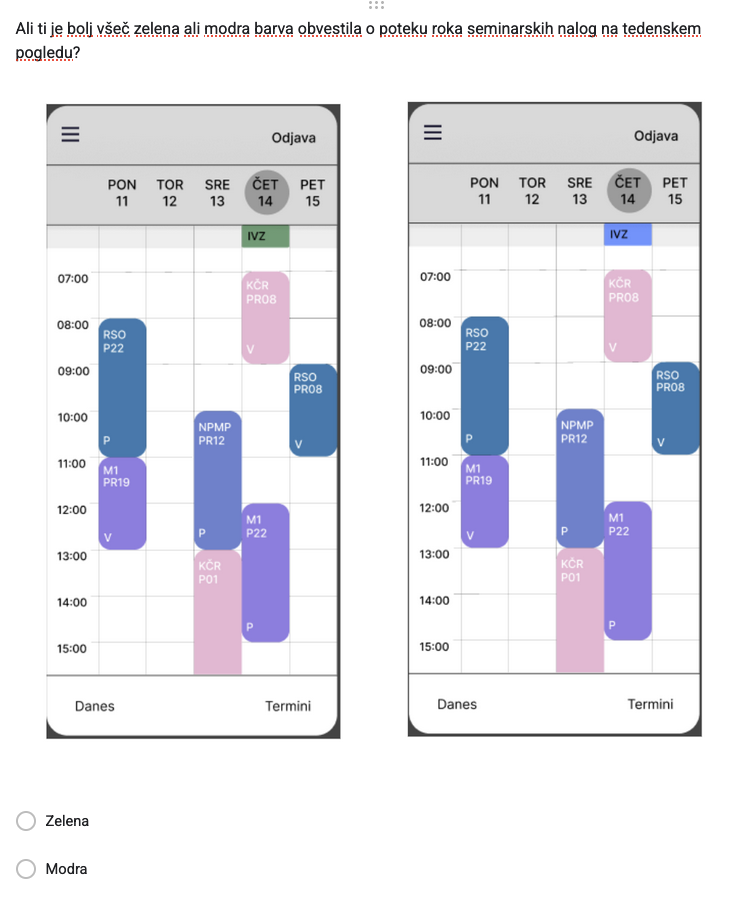 Ali ti je bolj všeč zelena ali modra barva obvestila o poteku roka seminarskih nalog na tedenskem
pogledu?
Odjava
PON TOR SRE ČET PET
11 12 13 14 15
IVZ
07:00
08:00
09:00
10:00
11:00
12:00
13:00
14:00
15:00
RSO
P22
P
M1
PR19
V
NPMP
PR12
P
KČR
P01
KČR
PR08
V
M1
P22
P
RSO
PR08
V
Danes Termini
Odjava
PON TOR SRE ČET PET
11 12 13 14 15
IVZ
07:00
08:00
09:00
10:00
11:00
12:00
13:00
14:00
15:00
RSO
P22
P
M1
PR19
V
NPMP
PR12
P
KČR
P01
KČR
PR08
V
M1
P22
P
RSO
PR08
V
Danes Termini
Zelena
Modra